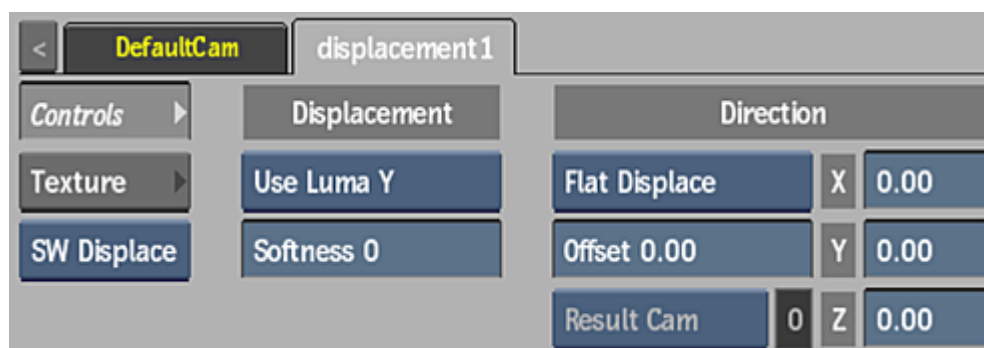 < DefaultCam displacement1
Controls Displacement Direction
Texture Use Luma Y Flat Displace X 0.00
SW Displace Softness 0 Offset 0.00 Y 0.00
Result Cam 0 Z 0.00